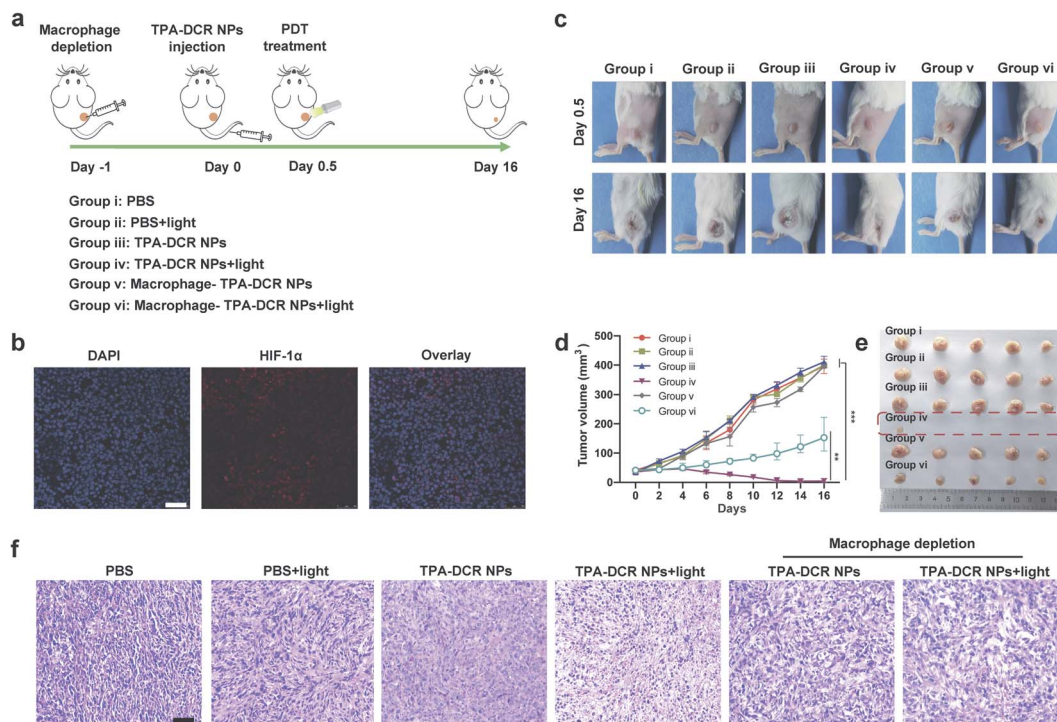 a
Macrophage depletion
TPA-DCR NPs injection
PDT treatment
Day -1
Day 0
Day 0.5
Day 16
Group i: PBS
Group ii: PBS+light
Group iii: TPA-DCR NPs
Group iv: TPA-DCR NPs+light
Group v: Macrophage- TPA-DCR NPs
Group vi: Macrophage- TPA-DCR NPs+light
b
DAPI
HIF-1α
Overlay
c
Group i
Group ii
Group iii
Group iv
Group v
Group vi
Day 0.5
Day 16
d
Tumor volume (mm³)
500
400
300
200
100
0
0 2 4 6 8 10 12 14 16
Days
Group i
Group ii
Group iii
Group iv
Group v
Group vi
**
***
e
Group i
Group ii
Group iii
Group iv
Group v
Group vi
f
PBS
PBS+light
TPA-DCR NPs
TPA-DCR NPs+light
Macrophage depletion
TPA-DCR NPs
TPA-DCR NPs+light